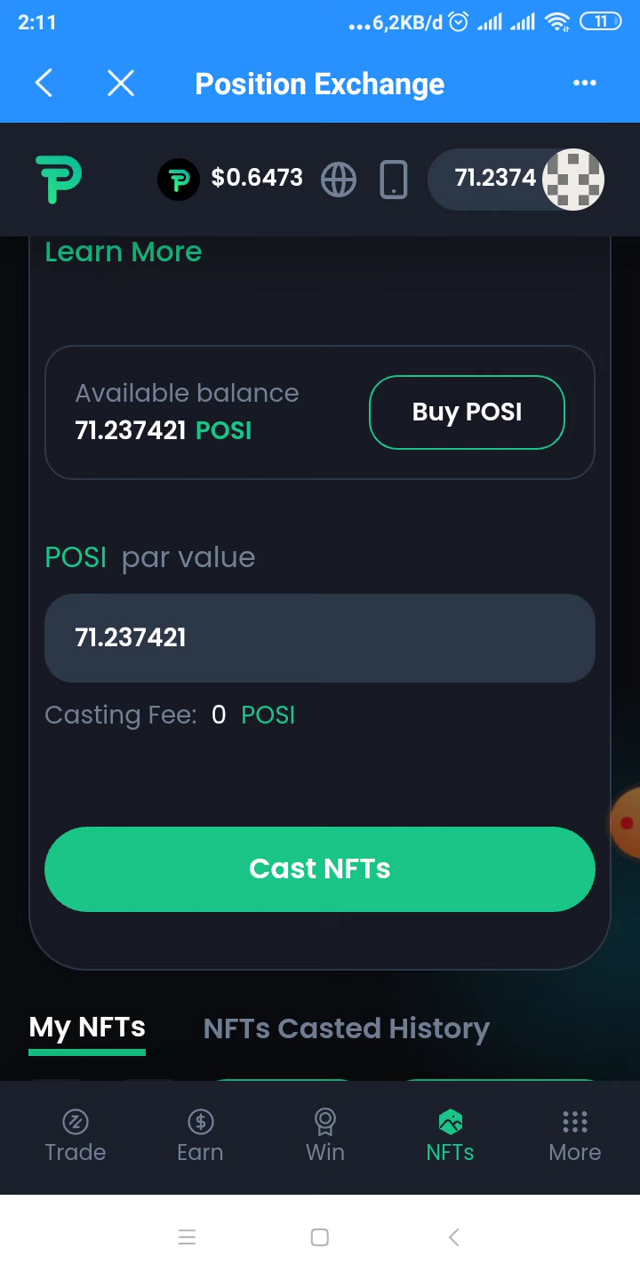 2:11
...6,2KB/d
11
Position Exchange
$0.6473
71.2374
Learn More
Available balance
71.237421 POSI
Buy POSI
POSI par value
71.237421
Casting Fee: 0 POSI
Cast NFTs
My NFTs
NFTs Casted History
Trade
Earn
Win
NFTs
More